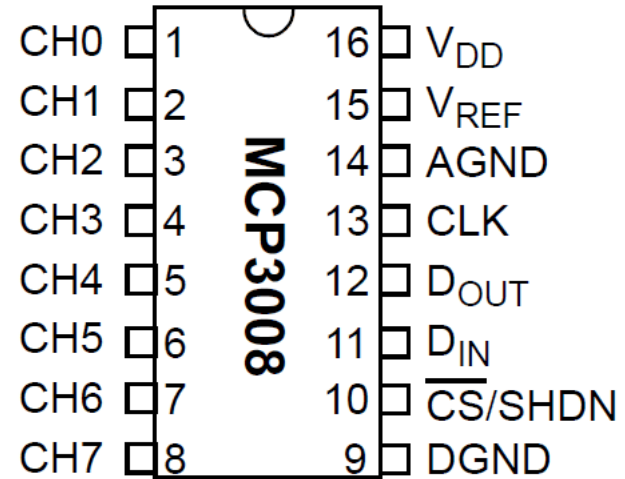 CH0 1 16 VDD
CH1 2 15 VREF
CH2 3 14 AGND
CH3 4 13 CLK
CH4 5 12 DOUT
CH5 6 11 DIN
CH6 7 10 C̅S̅/SHDN
CH7 8 9 DGND
MCP3008